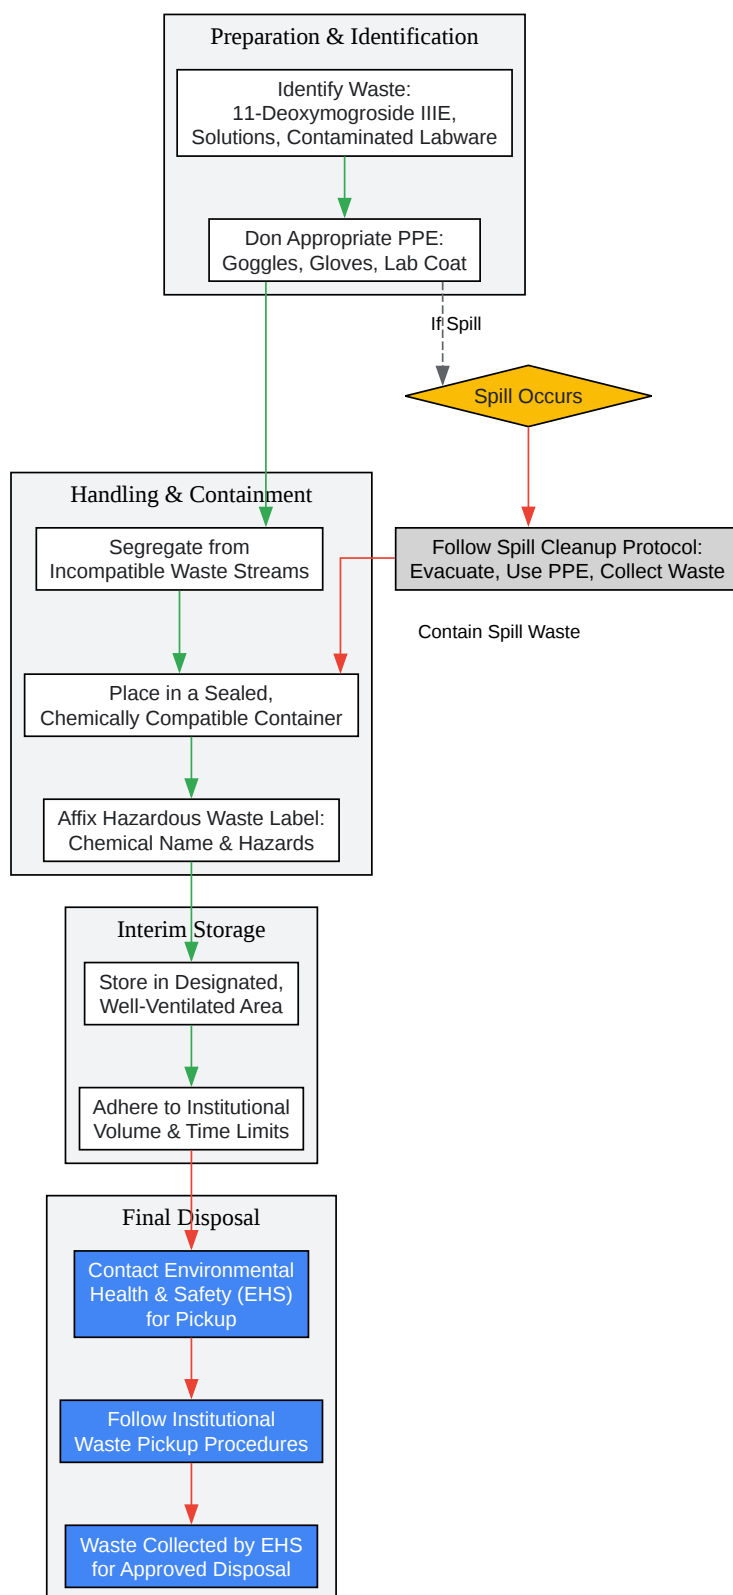 Preparation & Identification
Identify Waste:
11-Deoxymogroside IIIE,
Solutions, Contaminated Labware
Don Appropriate PPE:
Goggles, Gloves, Lab Coat
If Spill
Spill Occurs
Handling & Containment
Segregate from
Incompatible Waste Streams
Follow Spill Cleanup Protocol:
Evacuate, Use PPE, Collect Waste
Contain Spill Waste
Place in a Sealed,
Chemically Compatible Container
Affix Hazardous Waste Label:
Chemical Name & Hazards
Interim Storage
Store in Designated,
Well-Ventilated Area
Adhere to Institutional
Volume & Time Limits
Final Disposal
Contact Environmental
Health & Safety (EHS)
for Pickup
Follow Institutional
Waste Pickup Procedures
Waste Collected by EHS
for Approved Disposal